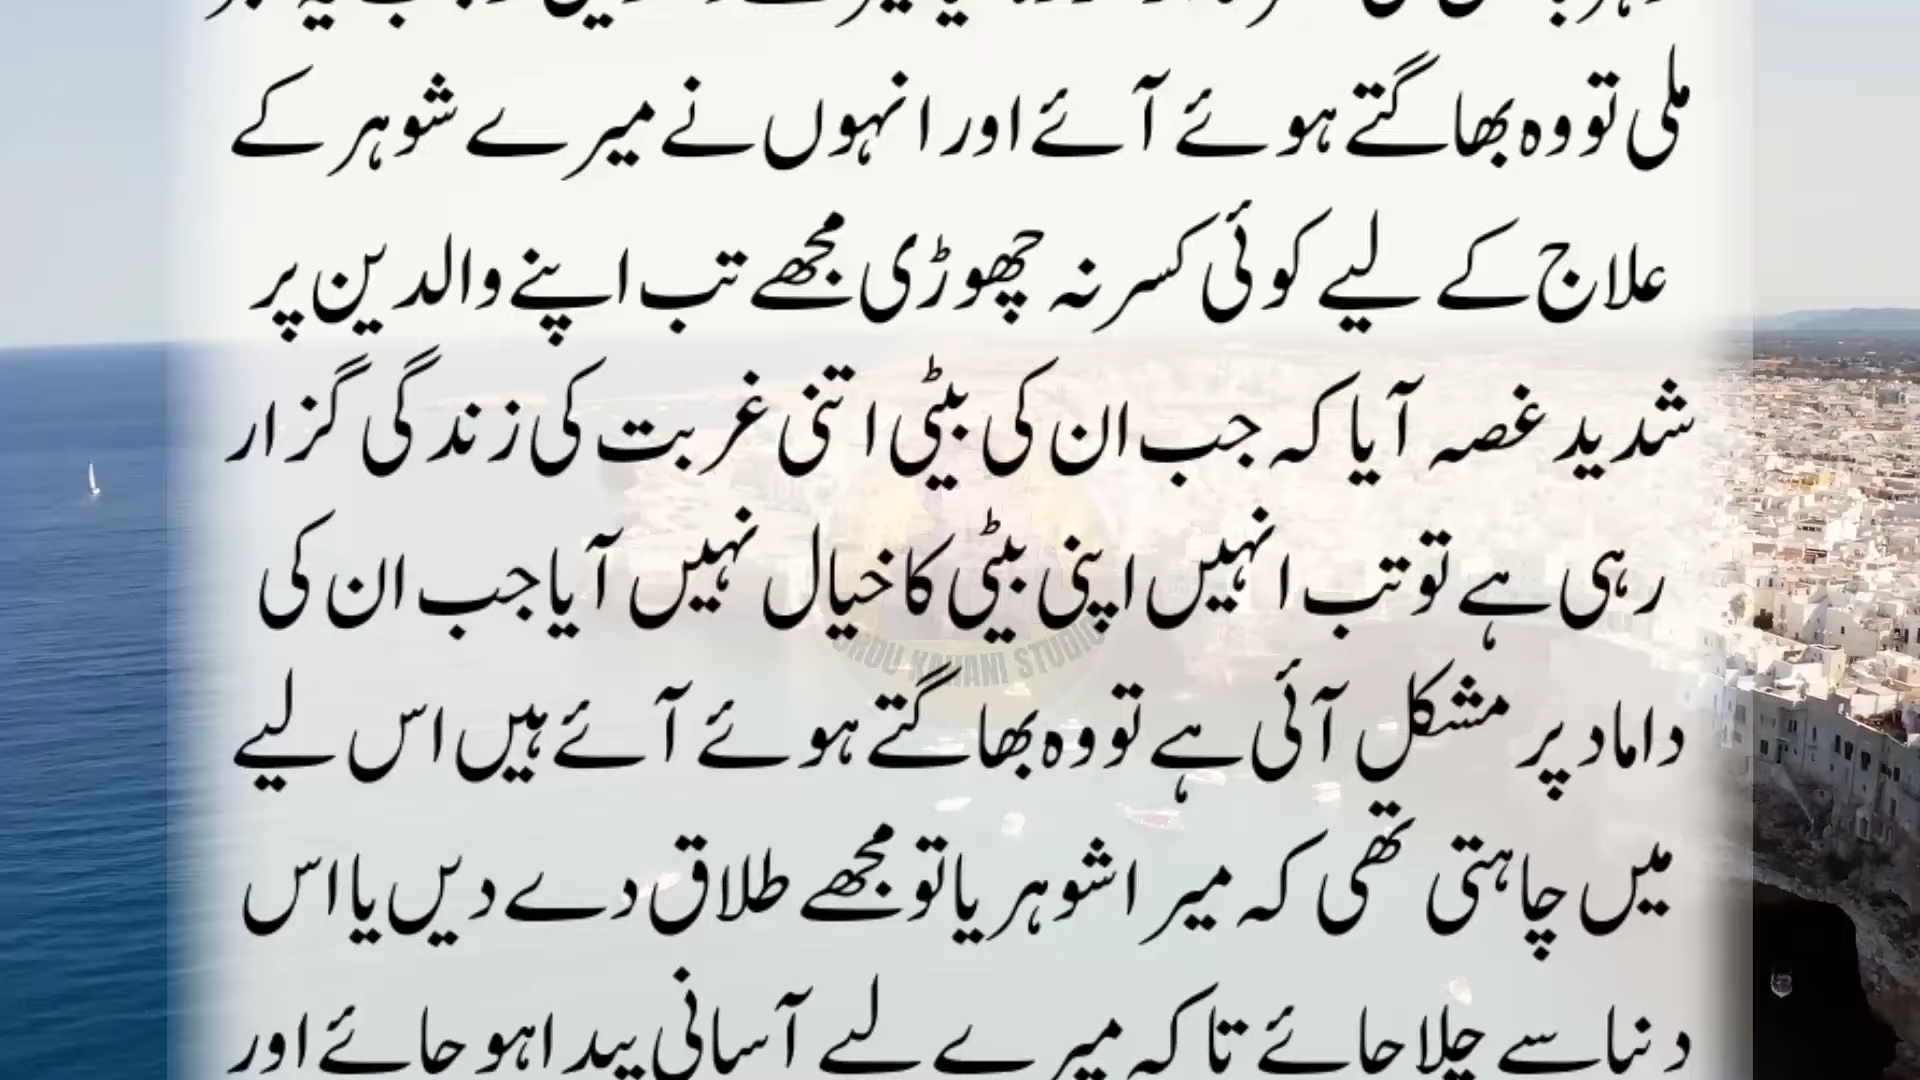 ملی تو وہ بھاگتے ہوئے آئے اور انہوں نے میرے شوہر کے
علاج کے لیے کوئی کسر نہ چھوڑی مجھے تب اپنے والدین پر
شدید غصہ آیا کہ جب ان کی بیٹی اتنی غربت کی زندگی گزار
رہی ہے تو تب انہیں اپنی بیٹی کا خیال نہیں آیا جب ان کی
URDU KAHANI STUDIO
داماد پر مشکل آئی ہے تو وہ بھاگتے ہوئے آئے ہیں اس لیے
میں چاہتی تھی کہ میرا شوہر یا تو مجھے طلاق دے دیں یا اس
دنیا سے چلا جائے تاکہ میرے لیے آسانی پیدا ہو جائے اور